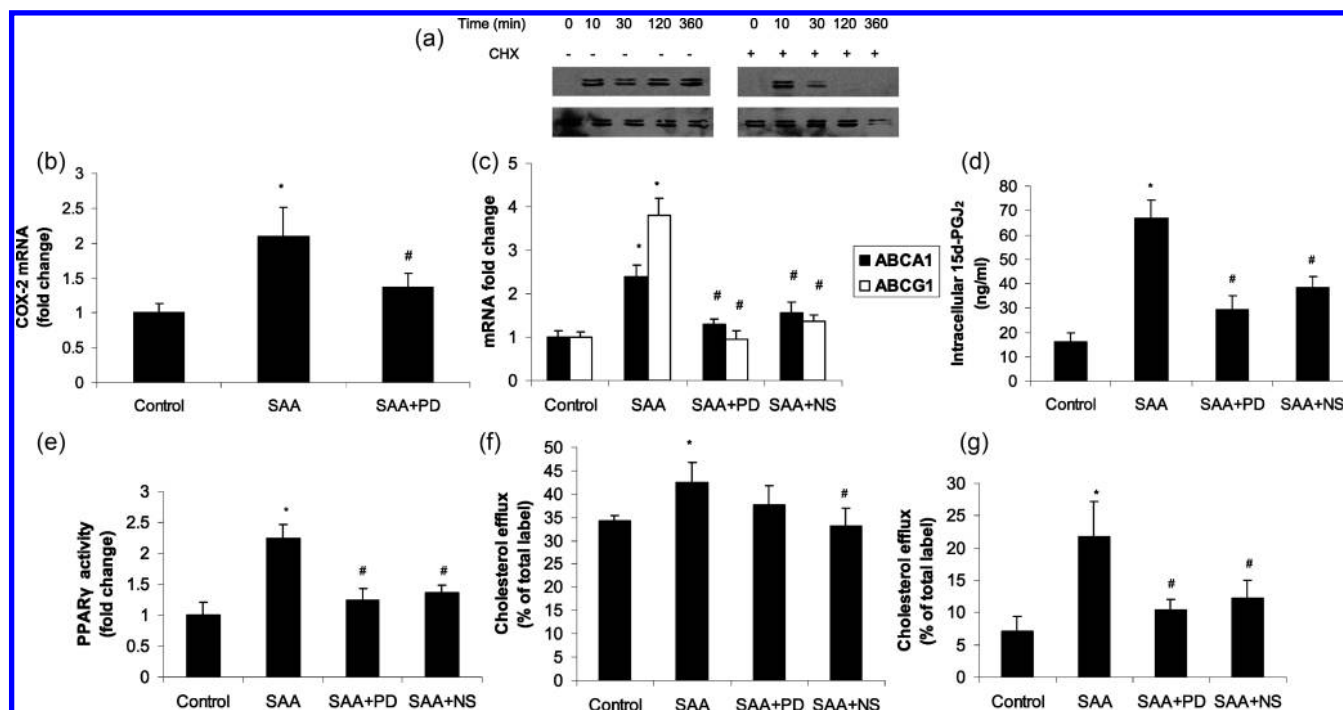 (a)
Time (min) 0 10 30 120 360 0 10 30 120 360
CHX - - - - - + + + + +
(b)
COX-2 mRNA
(fold change)
3
2.5
2
1.5
1
0.5
0
*
#
Control SAA SAA+PD
(c)
mRNA fold change
5
4
3
2
1
0
*
*
# # # #
Control SAA SAA+PD SAA+NS
ABCA1
ABCG1
(d)
Intracellular 15d-PGJ₂
(ng/ml)
80
70
60
50
40
30
20
10
0
*
# #
Control SAA SAA+PD SAA+NS
(e)
PPARγ activity
(fold change)
3
2.5
2
1.5
1
0.5
0
*
# #
Control SAA SAA+PD SAA+NS
(f)
Cholesterol efflux
(% of total label)
50
45
40
35
30
25
20
15
10
5
0
*
#
Control SAA SAA+PD SAA+NS
(g)
Cholesterol efflux
(% of total label)
30
25
20
15
10
5
0
*
# #
Control SAA SAA+PD SAA+NS